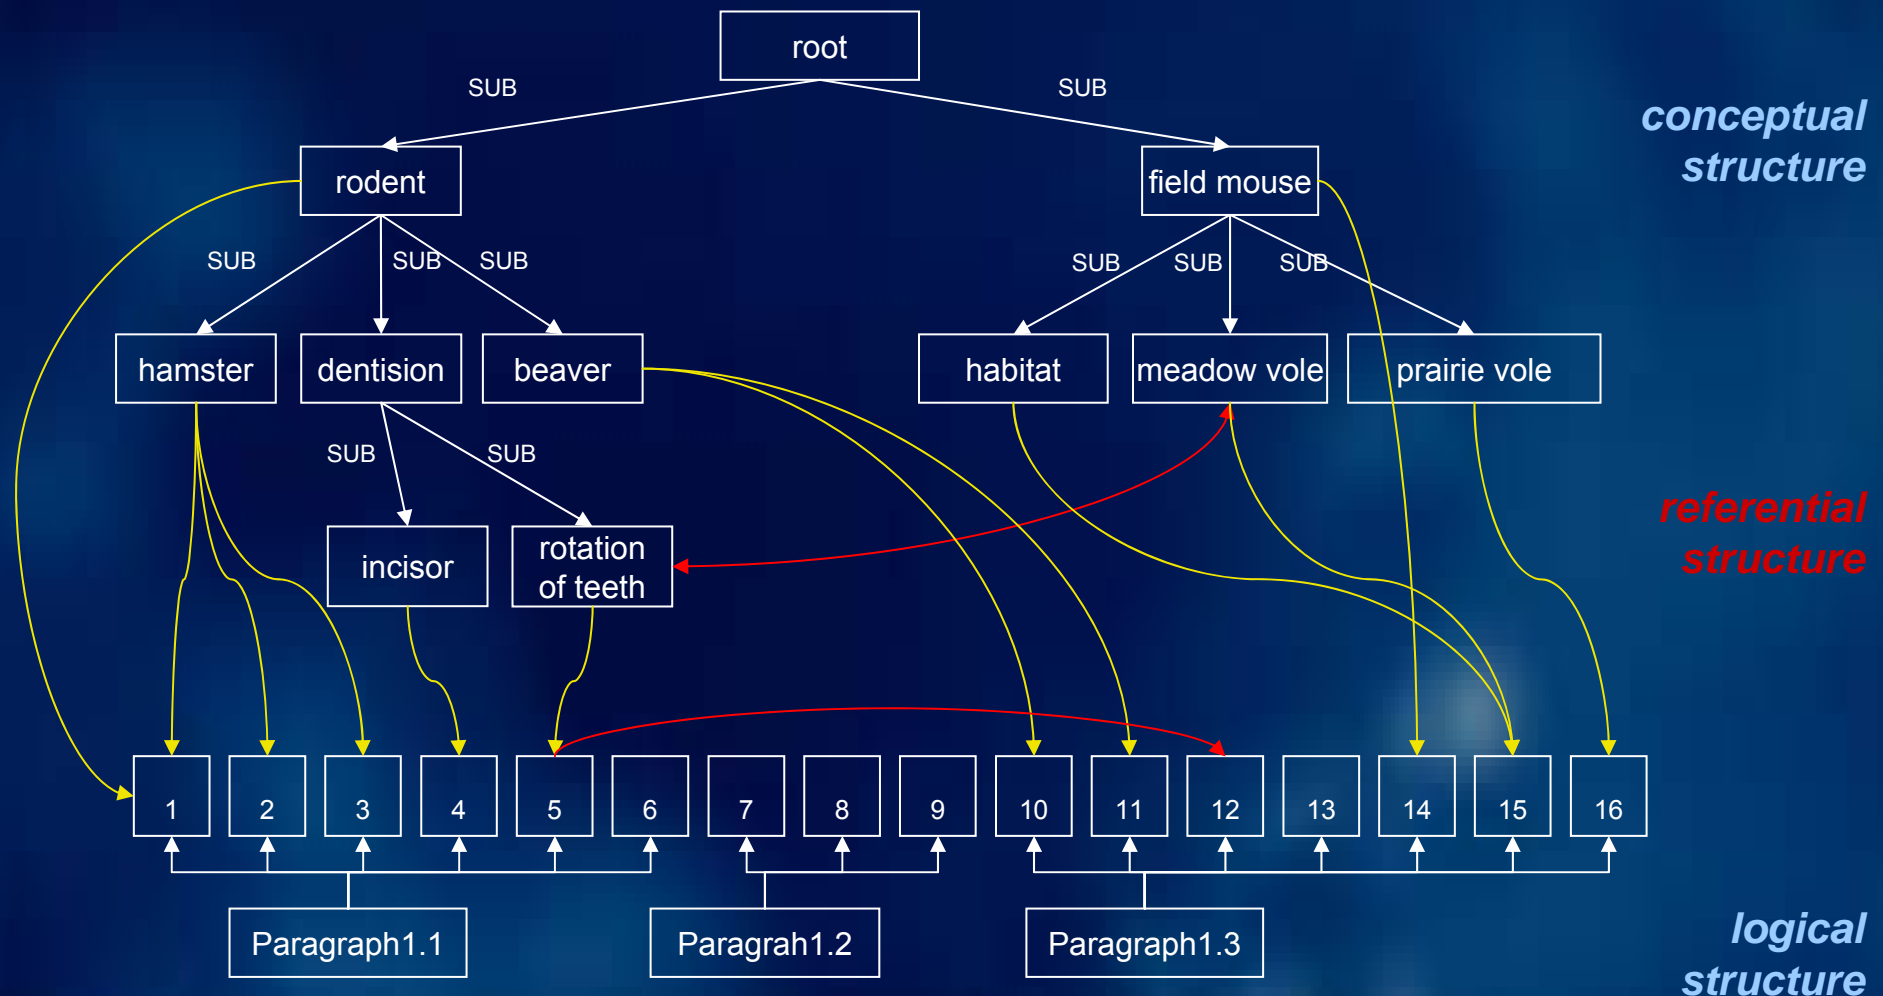 root
SUB
SUB
conceptual
structure
rodent
field mouse
SUB
SUB
SUB
SUB
SUB
SUB
hamster
dentision
beaver
habitat
meadow vole
prairie vole
SUB
SUB
referential
structure
incisor
rotation
of teeth
1
2
3
4
5
6
7
8
9
10
11
12
13
14
15
16
Paragraph1.1
Paragrah1.2
Paragraph1.3
logical
structure